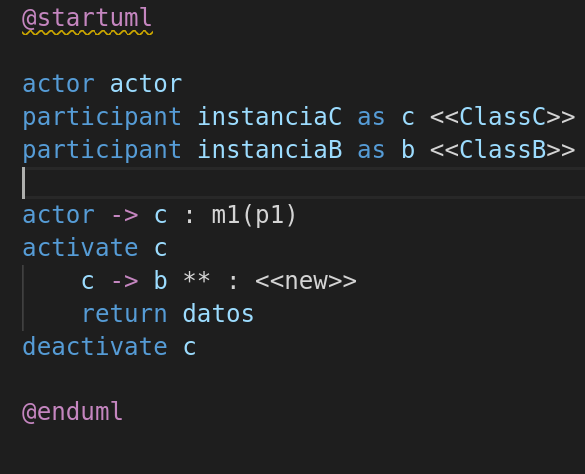 @startuml
actor actor
participant instanciaC as c <<ClassC>>
participant instanciaB as b <<ClassB>>
actor -> c : m1(p1)
activate c
c -> b ** : <<new>>
return datos
deactivate c
@enduml